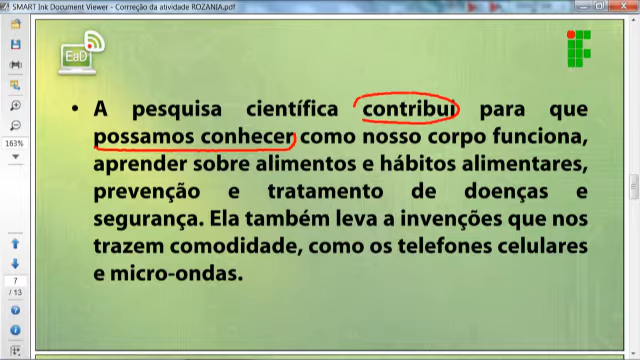 SMART Ink Document Viewer - Correção da atividade ROZANIA.pdf
EaD
• A pesquisa científica contribui para que
possamos conhecer como nosso corpo funciona,
aprender sobre alimentos e hábitos alimentares,
prevenção e tratamento de doenças e
segurança. Ela também leva a invenções que nos
trazem comodidade, como os telefones celulares
e micro-ondas.
163%
7
/ 13